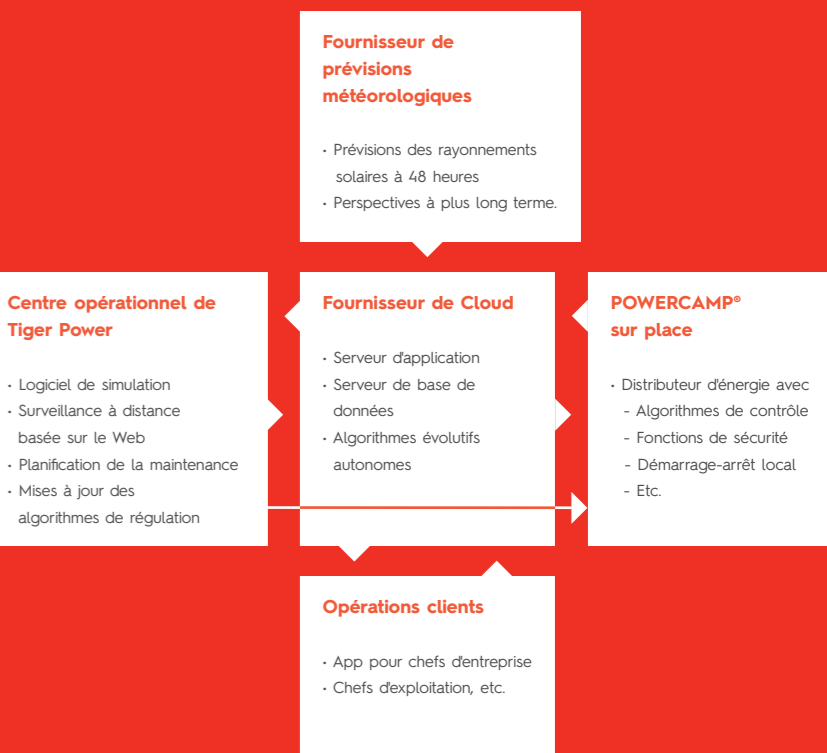 Fournisseur de
prévisions
météorologiques
• Prévisions des rayonnements
solaires à 48 heures
• Perspectives à plus long terme.
Centre opérationnel de
Tiger Power
• Logiciel de simulation
• Surveillance à distance
basée sur le Web
• Planification de la maintenance
• Mises à jour des
algorithmes de régulation
Fournisseur de Cloud
• Serveur d'application
• Serveur de base de
données
• Algorithmes évolutifs
autonomes
POWERCAMP®
sur place
• Distributeur d'énergie avec
- Algorithmes de contrôle
- Fonctions de sécurité
- Démarrage-arrêt local
- Etc.
Opérations clients
• App pour chefs d'entreprise
• Chefs d'exploitation, etc.